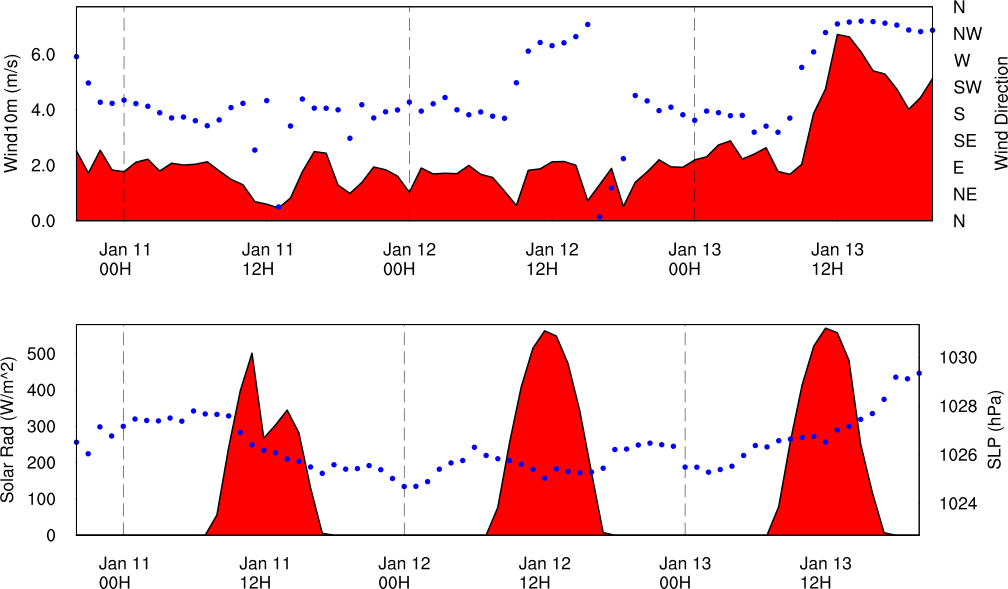 N
NW
6.0
W
SW
4.0
S
SE
2.0
E
NE
0.0
N
Wind10m (m/s)
Wind Direction
Jan 11
00H
Jan 11
12H
Jan 12
00H
Jan 12
12H
Jan 13
00H
Jan 13
12H
500
400
300
200
100
0
Solar Rad (W/m^2)
1030
1028
1026
1024
SLP (hPa)
Jan 11
00H
Jan 11
12H
Jan 12
00H
Jan 12
12H
Jan 13
00H
Jan 13
12H